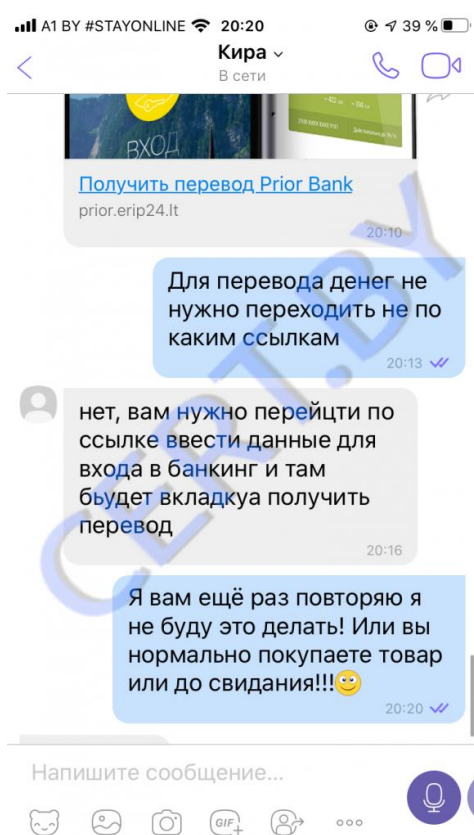 A1 BY #STAYONLINE 20:20 39 %
Кира
В сети
ВХОД
Получить перевод Prior Bank
prior.erip24.lt
20:10
Для перевода денег не
нужно переходить не по
каким ссылкам
20:13
нет, вам нужно перейцти по
ссылке ввести данные для
входа в банкинг и там
бьудет вкладкуа получить
перевод
20:16
Я вам ещё раз повторяю я
не буду это делать! Или вы
нормально покупаете товар
или до свидания!!!🙄
20:20
Напишите сообщение...
GIF
CERT.BY